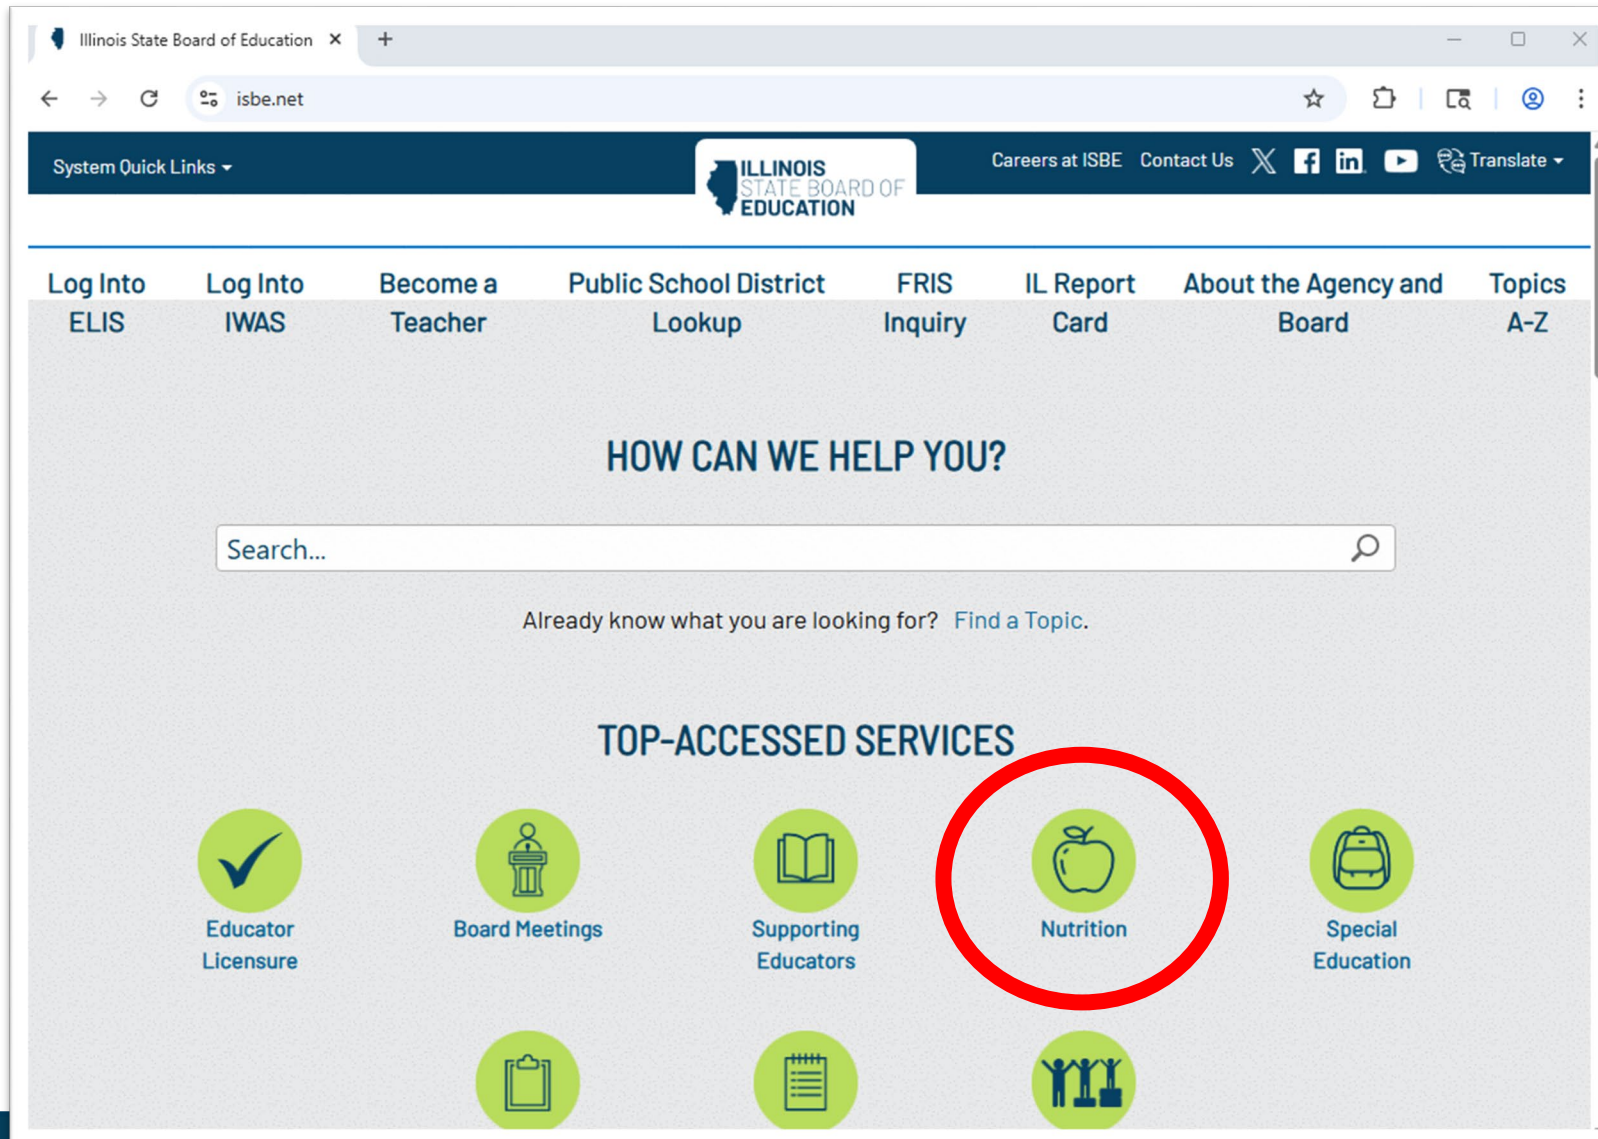 Illinois State Board of Education
isbe.net
System Quick Links
ILLINOIS
STATE BOARD OF
EDUCATION
Careers at ISBE Contact Us Translate
Log Into ELIS
Log Into IWAS
Become a Teacher
Public School District Lookup
FRIS Inquiry
IL Report Card
About the Agency and Board
Topics A-Z
HOW CAN WE HELP YOU?
Search...
Already know what you are looking for? Find a Topic.
TOP-ACCESSED SERVICES
Educator
Licensure
Board Meetings
Supporting
Educators
Nutrition
Special
Education